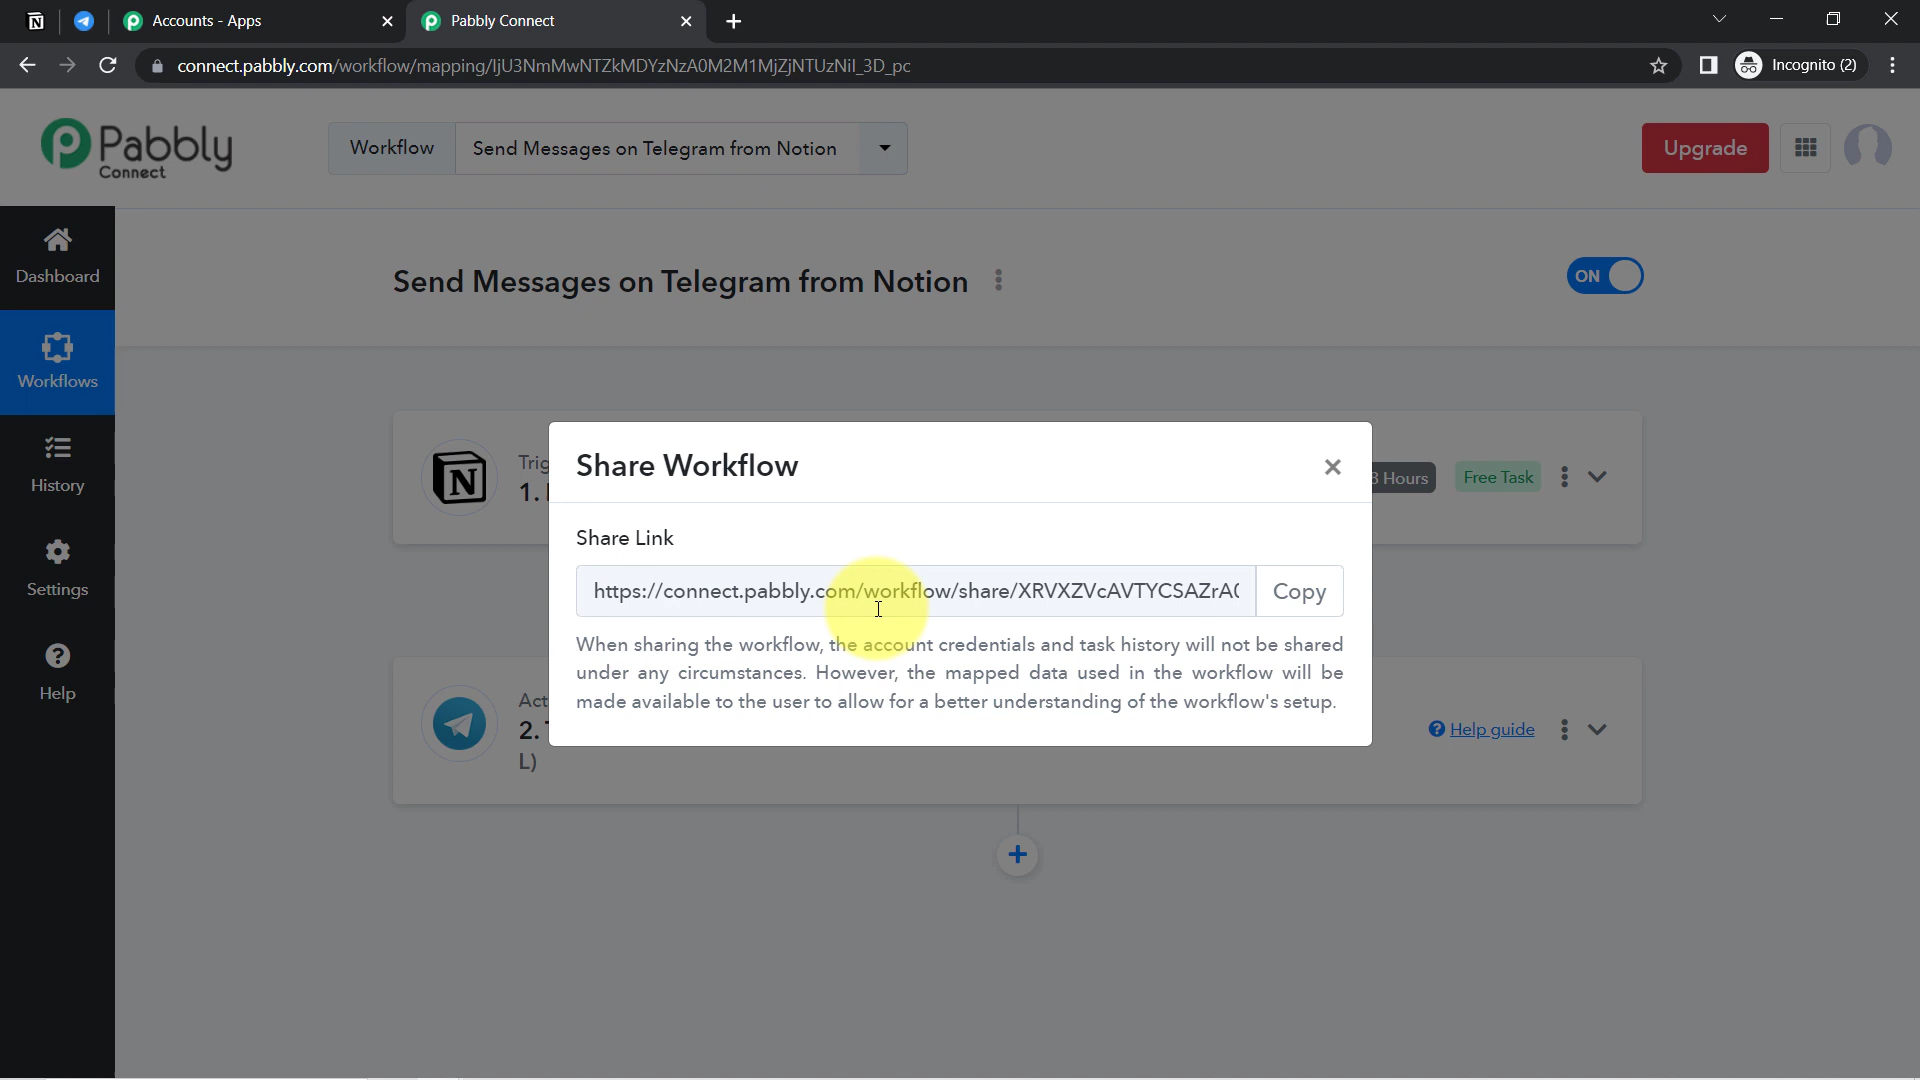 Accounts - Apps
Pabbly Connect
connect.pabbly.com/workflow/mapping/IjU3NmMwNTZkMDYzNzA0M2M1MjZjNTUzNiI_3D_pc
Incognito (2)
Pabbly
Connect
Workflow
Send Messages on Telegram from Notion
Upgrade
Dashboard
Workflows
History
Settings
Help
Send Messages on Telegram from Notion
ON
1.
Hours
Free Task
Share Workflow
Share Link
https://connect.pabbly.com/workflow/share/XRVXZVcAVTYCSAZrA
Copy
When sharing the workflow, the account credentials and task history will not be shared
under any circumstances. However, the mapped data used in the workflow will be
made available to the user to allow for a better understanding of the workflow's setup.
2.
L)
Help guide